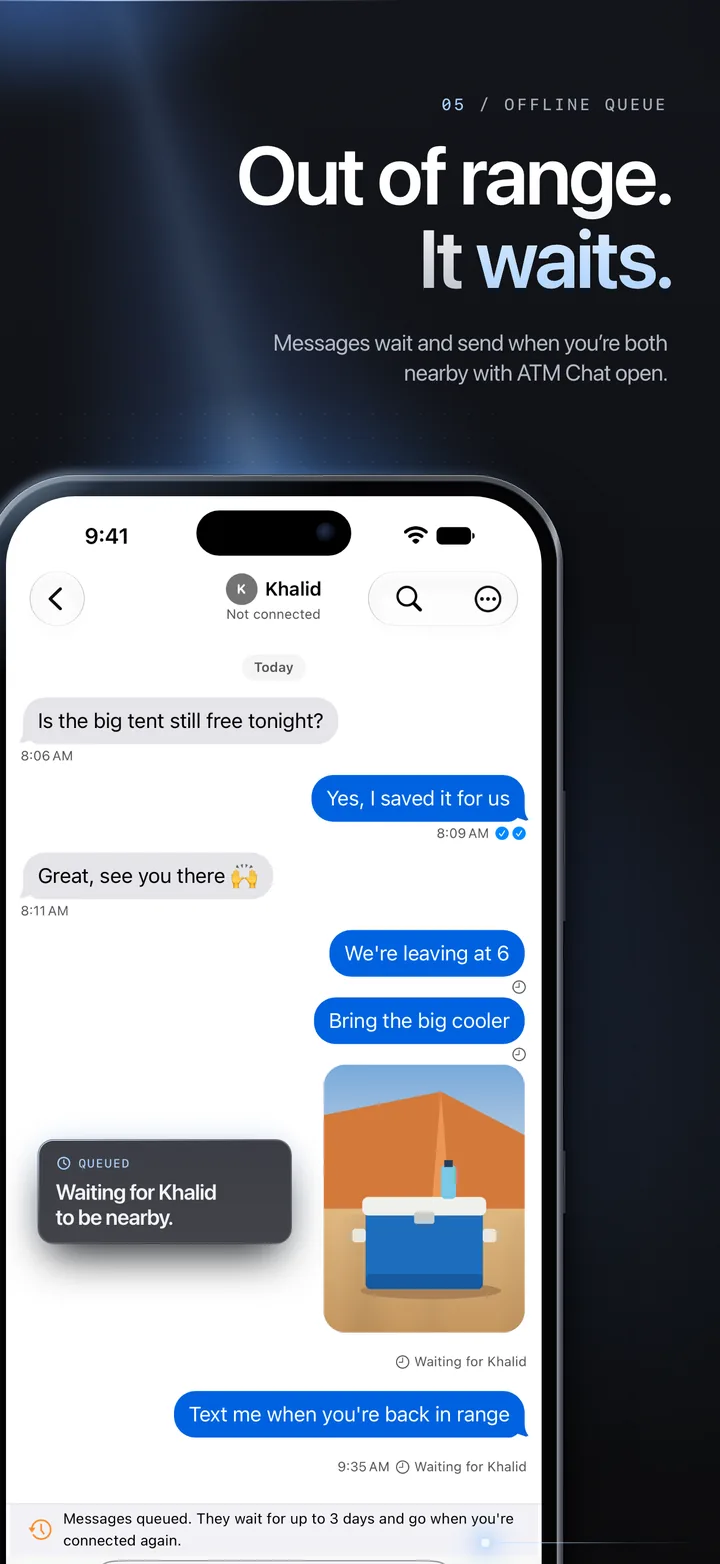 05 / OFFLINE QUEUE
Out of range.
It waits.
Messages wait and send when you’re both
nearby with ATM Chat open.
9:41
K
Khalid
Not connected
Today
Is the big tent still free tonight?
8:06 AM
Yes, I saved it for us
8:09 AM
Great, see you there 🙌
8:11 AM
We're leaving at 6
Bring the big cooler
QUEUED
Waiting for Khalid
to be nearby.
Waiting for Khalid
Text me when you're back in range
9:35 AM Waiting for Khalid
Messages queued. They wait for up to 3 days and go when you're
connected again.